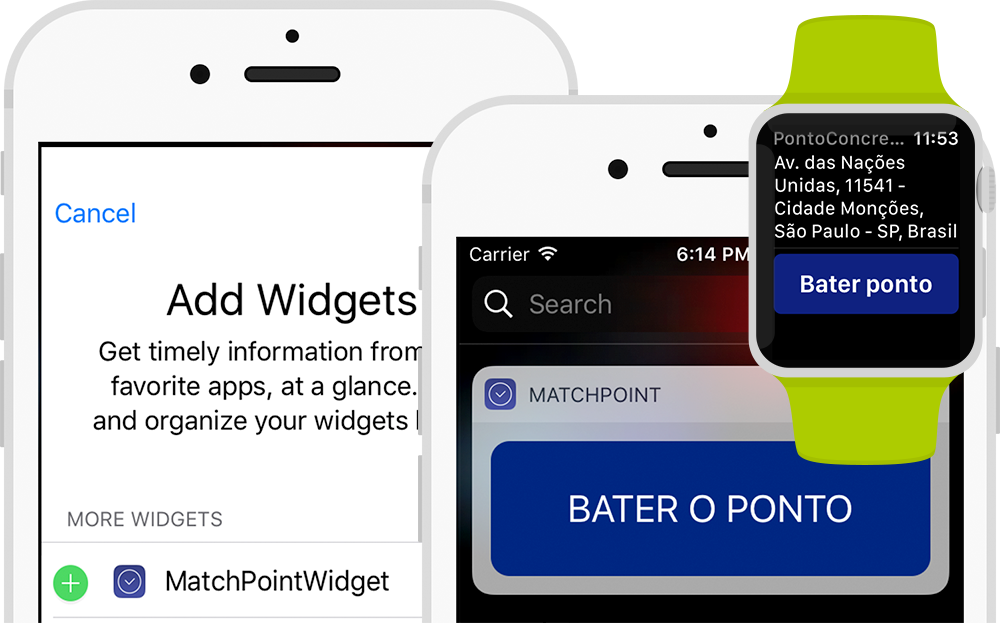 Cancel
Add Widgets
Get timely information from
favorite apps, at a glance.
and organize your widgets
MORE WIDGETS
MatchPointWidget
Carrier
6:14 PM
Search
MATCHPOINT
BATER O PONTO
PontoConcre... 11:53
Av. das Nações
Unidas, 11541 -
Cidade Monções,
São Paulo - SP, Brasil
Bater ponto